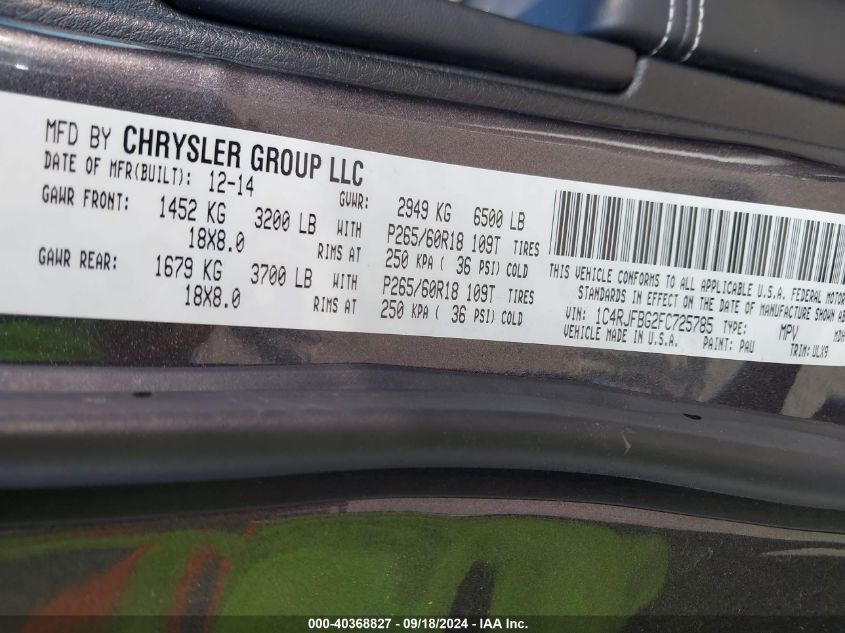 MFD BY CHRYSLER GROUP LLC
DATE OF MFR(BUILT): 12-14 GVWR: 2949 KG 6500 LB
GAWR FRONT: 1452 KG 3200 LB WITH P265/60R18 109T TIRES
18X8.0 RIMS AT 250 KPA ( 36 PSI) COLD
GAWR REAR: 1679 KG 3700 LB WITH P265/60R18 109T TIRES
18X8.0 RIMS AT 250 KPA ( 36 PSI) COLD
THIS VEHICLE CONFORMS TO ALL APPLICABLE U.S.A. FEDERAL MOTOR
STANDARDS IN EFFECT ON THE DATE OF MANUFACTURE SHOWN
VIN: 1C4RJFBG2FC725785 TYPE: MPV
VEHICLE MADE IN U.S.A. PAINT: PAU TRIM: ULX9
000-40368827 - 09/18/2024 - IAA Inc.